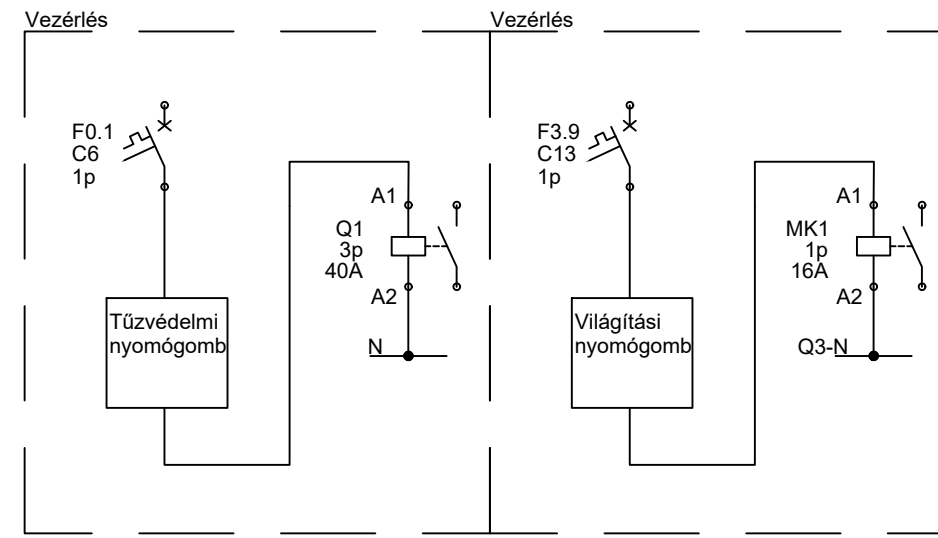 Vezérlés
F0.1
C6
1p
A1
Q1
3p
40A
A2
Tűzvédelmi
nyomógomb
N
Vezérlés
F3.9
C13
1p
A1
MK1
1p
16A
A2
Világítási
nyomógomb
Q3-N